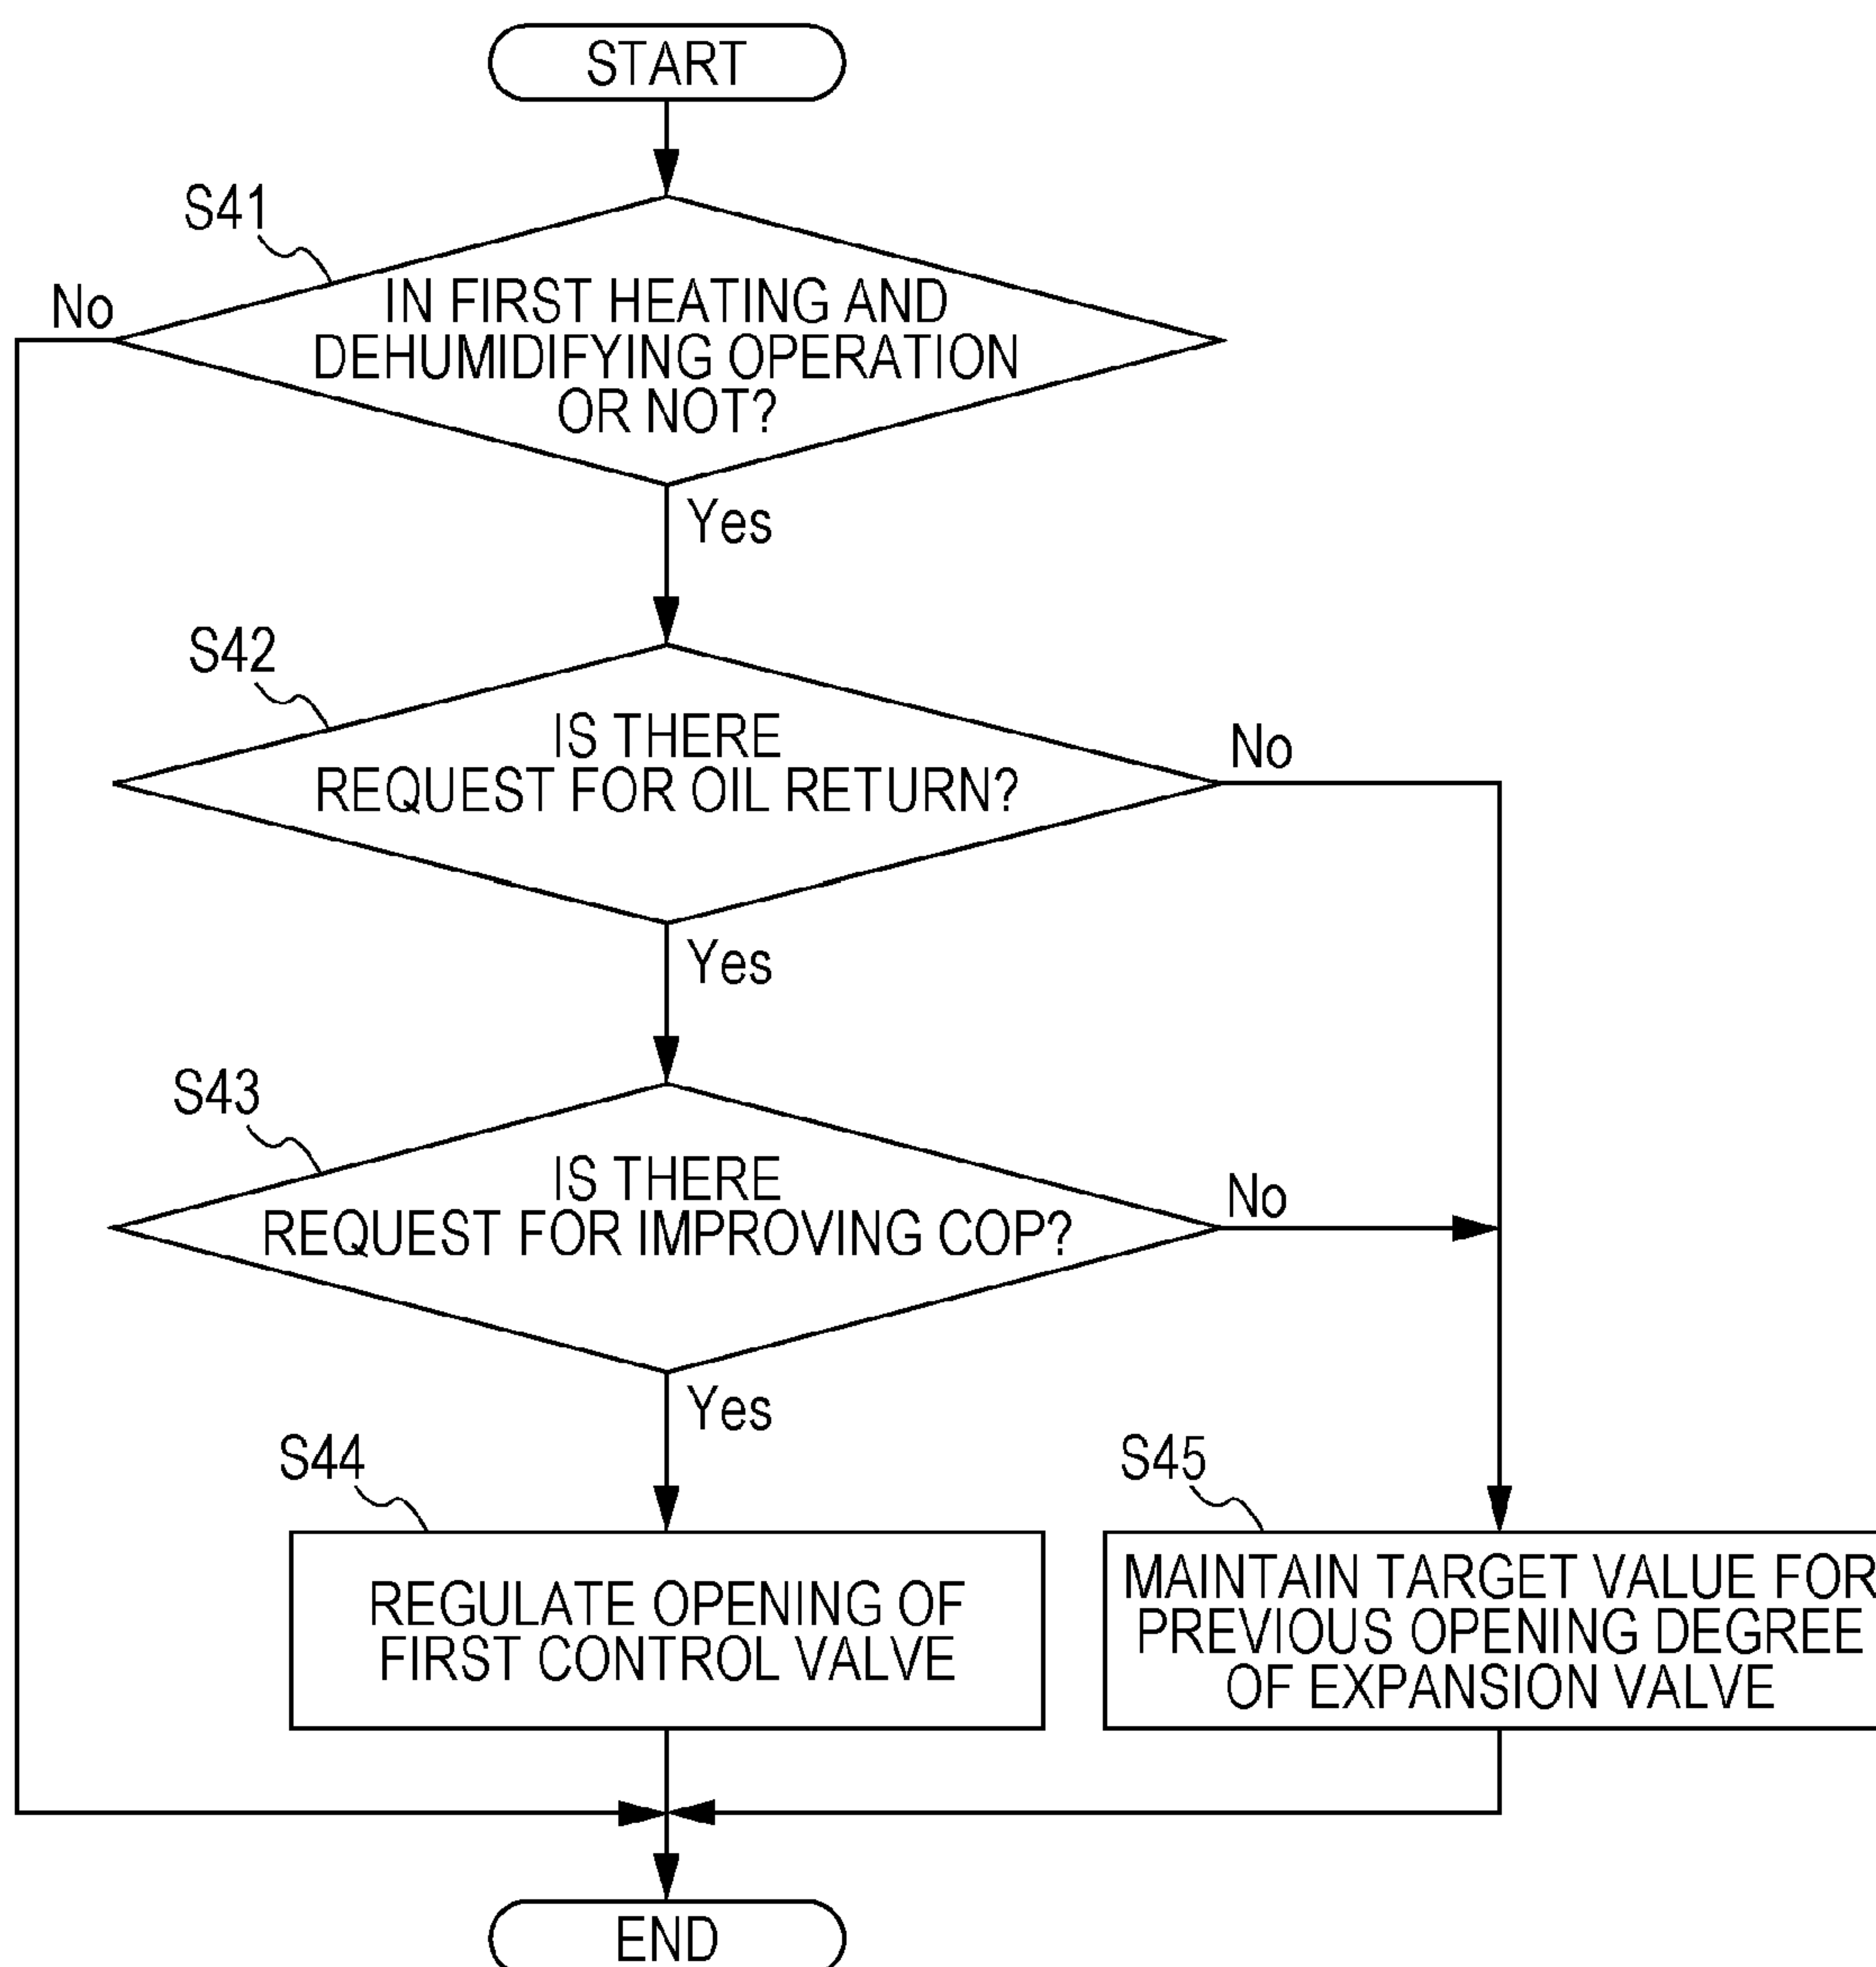 START
S41
No
IN FIRST HEATING AND
DEHUMIDIFYING OPERATION
OR NOT?
Yes
S42
IS THERE
REQUEST FOR OIL RETURN?
No
Yes
S43
IS THERE
REQUEST FOR IMPROVING COP?
No
Yes
S44
REGULATE OPENING OF
FIRST CONTROL VALVE
S45
MAINTAIN TARGET VALUE FOR
PREVIOUS OPENING DEGREE
OF EXPANSION VALVE
END